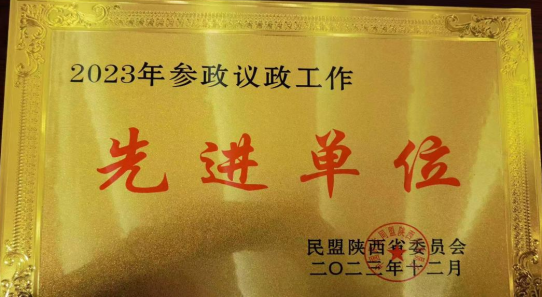 2023年参政议政工作
先进单位
民盟陕西省委员会
二〇二三年十二月